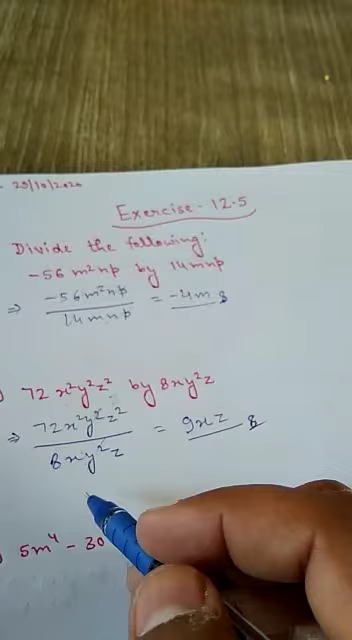 29/10/2020
Exercise - 12.5
Divide the following:
-56 m²np by 14mnp
⇒ -56m²np / 14mnp = -4m
72 x²y²z² by 8xy²z
⇒ 72x²y²z² / 8xy²z = 9xz
5m⁴ - 30